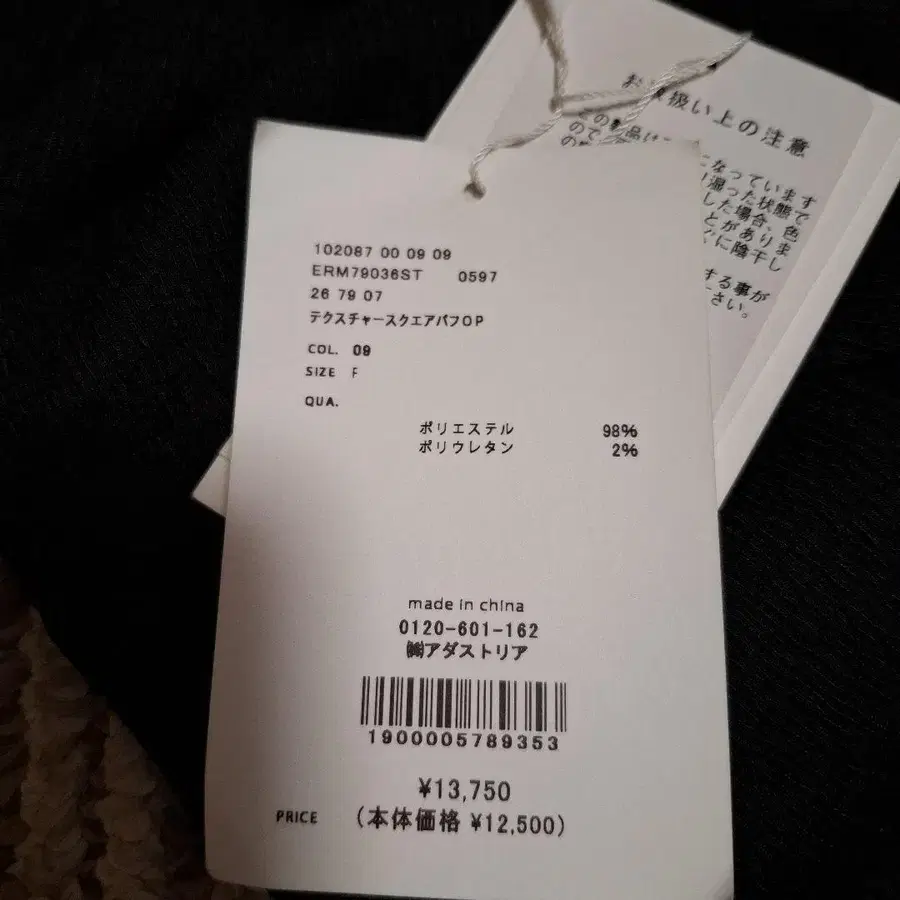 102087 00 09 09
ERM79036ST 0597
26 79 07
テクスチャースクエアパフOP
COL. 09
SIZE F
QUA.
ポリエステル 98%
ポリウレタン 2%
made in china
0120-601-162
㈱アダストリア
1900005789353
¥13,750
PRICE (本体価格 ¥12,500)
扱い上の注意
になっています
湿った状態で
した場合、色
とがありま
に陰干し
する事が
さい。